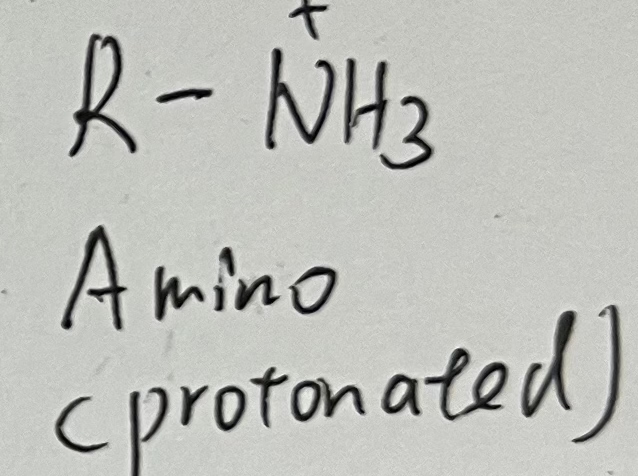 +
R - NH3
Amino
(protonated)